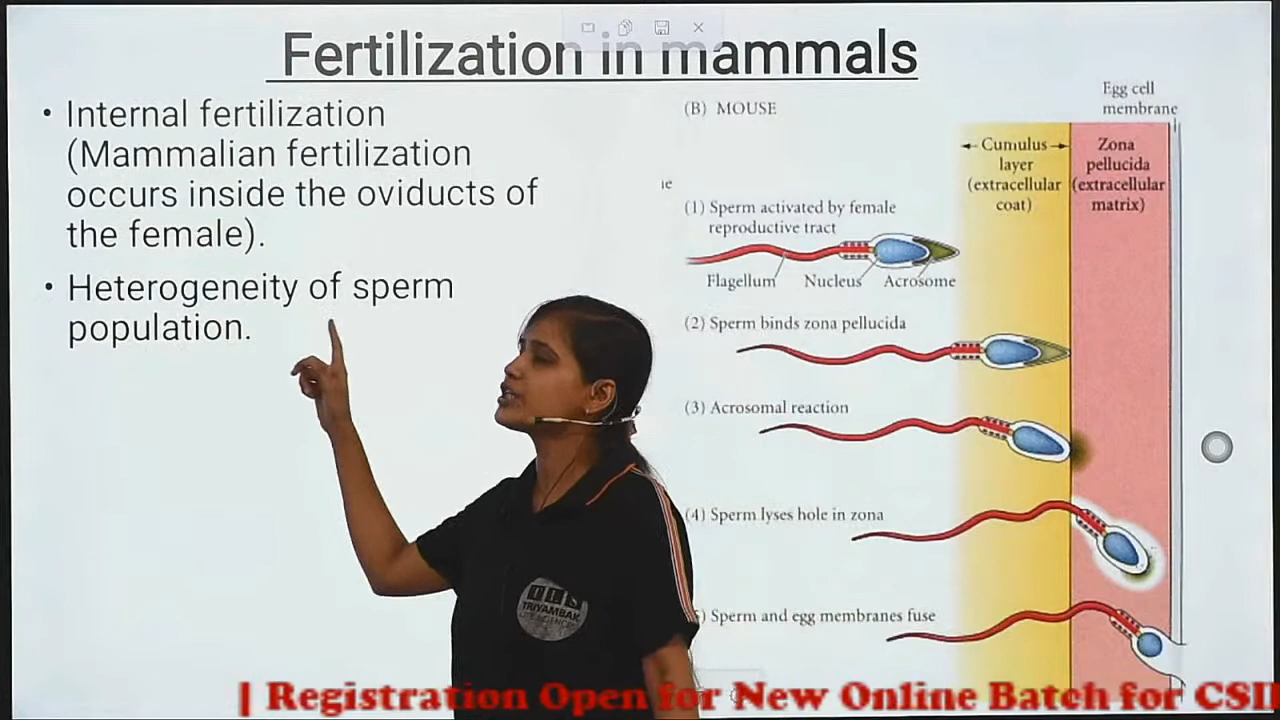 Fertilization in mammals
• Internal fertilization
(Mammalian fertilization
occurs inside the oviducts of
the female).
• Heterogeneity of sperm
population.
(B) MOUSE
Egg cell
membrane
Cumulus
layer
(extracellular
coat)
Zona
pellucida
(extracellular
matrix)
(1) Sperm activated by female
reproductive tract
Flagellum Nucleus Acrosome
(2) Sperm binds zona pellucida
(3) Acrosomal reaction
(4) Sperm lyses hole in zona
) Sperm and egg membranes fuse
TLS
TRIYAMBAK
| Registration Open for New Online Batch for CSI